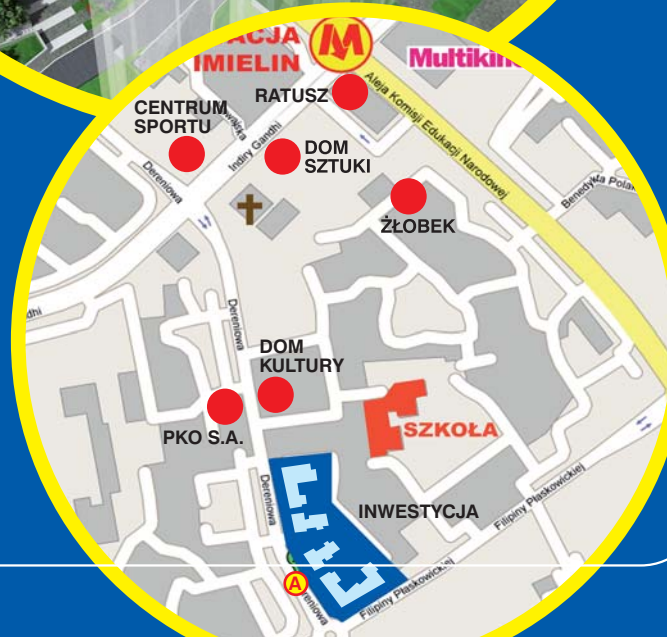 ACJA
IMIELIN
M
Multikin
RATUSZ
Aleja Komisji Edukacji Narodowej
CENTRUM
SPORTU
Indiry Gandhi
DOM
SZTUKI
Dereniowa
Benedykta Polak
ŻŁOBEK
dhi
Dereniowa
DOM
KULTURY
PKO S.A.
SZKOŁA
Dereniowa
INWESTYCJA
Filipiny Płaskowickiej
A
Dereniowa
Filipiny Płaskowickiej